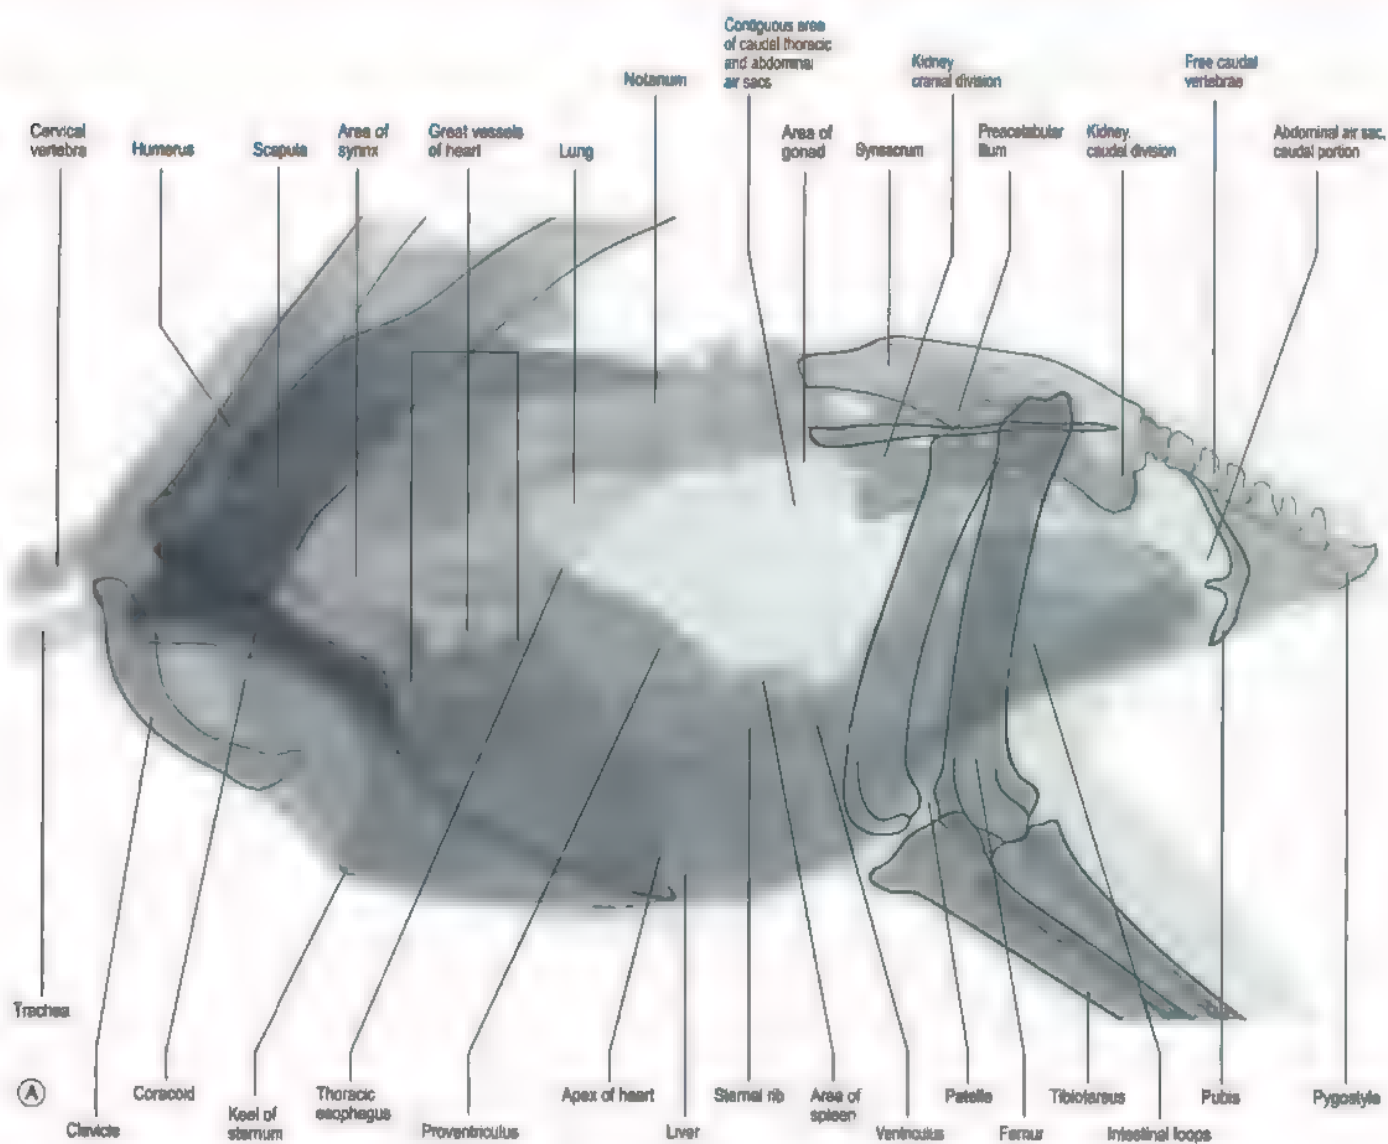 Contiguous area
of caudal thoracic
and abdominal
air sacs
Notarium
Kidney
cranial division
Free caudal
vertebrae
Cervical
vertebra
Humerus
Scapula
Area of
syrinx
Great vessels
of heart
Lung
Area of
gonad
Synsacrum
Preacetabular
ilium
Kidney,
caudal division
Abdominal air sac,
caudal portion
Trachea
A
Clavicle
Coracoid
Keel of
sternum
Thoracic
esophagus
Proventriculus
Apex of heart
Liver
Sternal rib
Area of
spleen
Ventriculus
Patella
Femur
Tibiotarsus
Intestinal loops
Pubis
Pygostyle